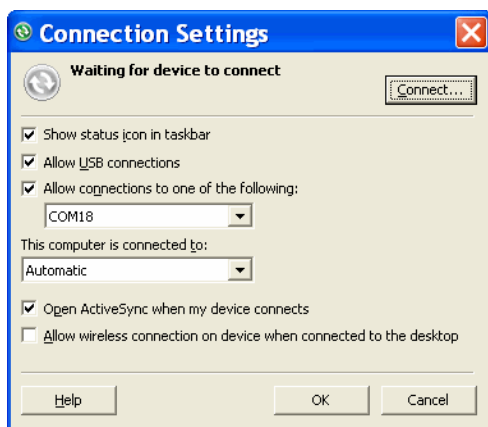 Connection Settings
Waiting for device to connect
Connect...
Show status icon in taskbar
Allow USB connections
Allow connections to one of the following:
COM18
This computer is connected to:
Automatic
Open ActiveSync when my device connects
Allow wireless connection on device when connected to the desktop
Help
OK
Cancel